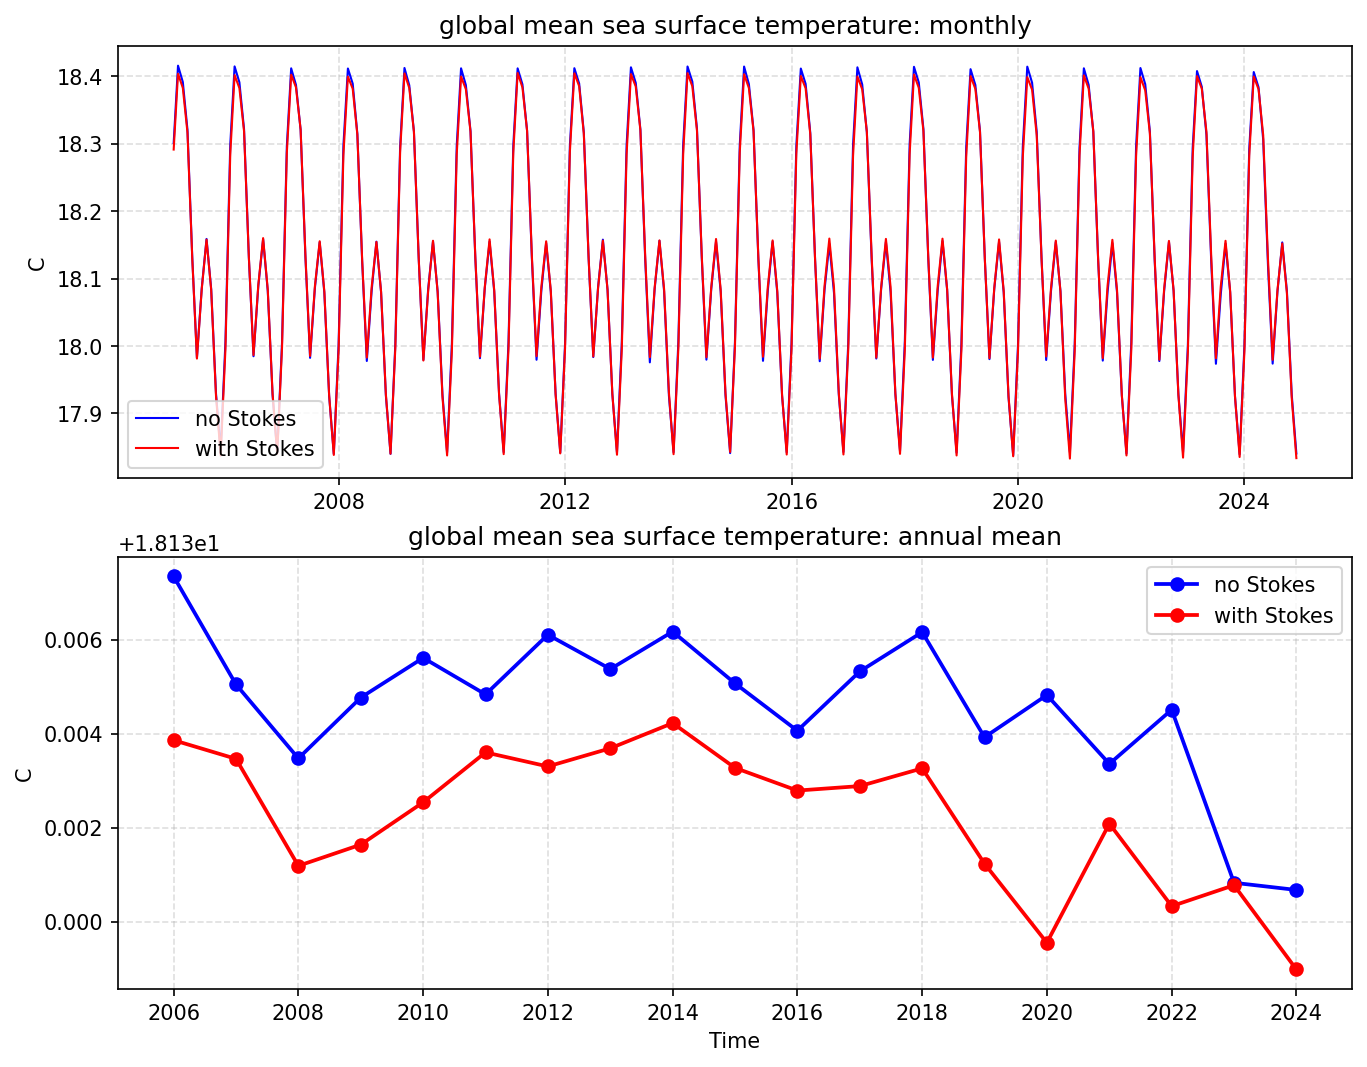 global mean sea surface temperature: monthly
C
18.4
18.3
18.2
18.1
18.0
17.9
no Stokes
with Stokes
2008 2012 2016 2020 2024
+1.813e1
global mean sea surface temperature: annual mean
C
0.006
0.004
0.002
0.000
no Stokes
with Stokes
2006 2008 2010 2012 2014 2016 2018 2020 2022 2024
Time